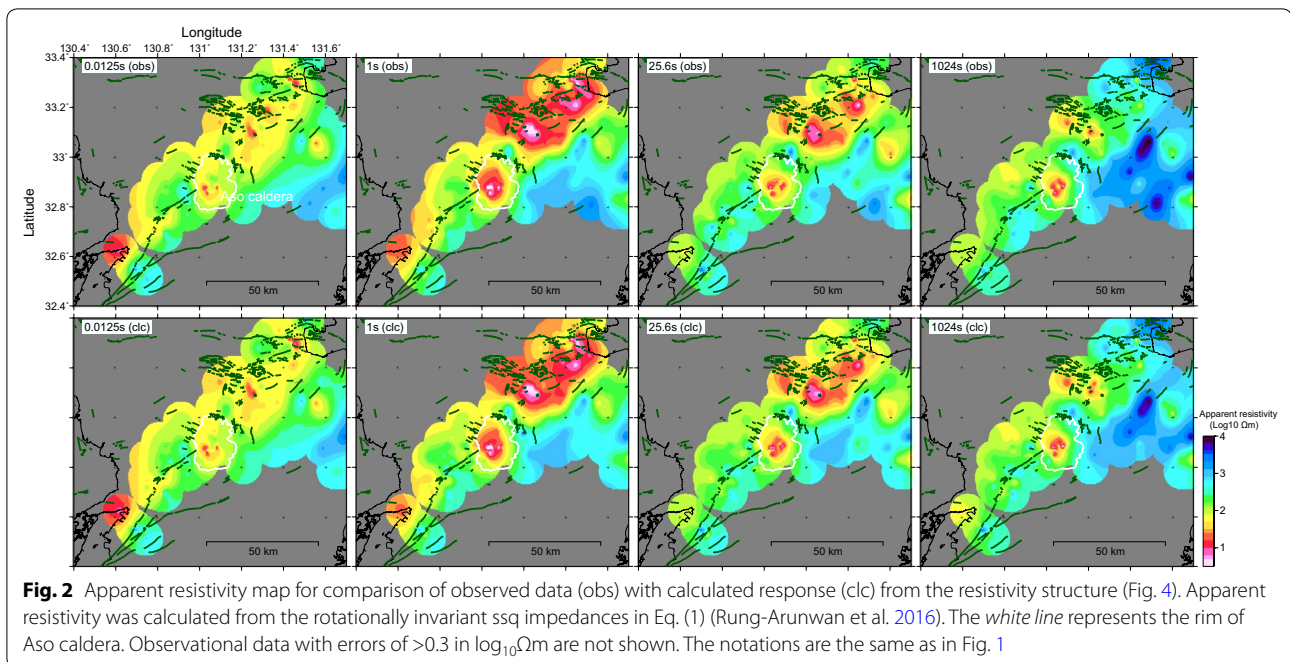 Longitude
130.4˚ 130.6˚ 130.8˚ 131˚ 131.2˚ 131.4˚ 131.6˚
33.4˚
0.0125s (obs)
1s (obs)
25.6s (obs)
1024s (obs)
33.2˚
33˚
Aso caldera
Latitude
32.8˚
32.6˚
50 km
50 km
50 km
50 km
32.4˚
0.0125s (clc)
1s (clc)
25.6s (clc)
1024s (clc)
Apparent resistivity
(Log10 Ωm)
4
3
2
1
50 km
50 km
50 km
50 km
Fig. 2 Apparent resistivity map for comparison of observed data (obs) with calculated response (clc) from the resistivity structure (Fig. 4). Apparent
resistivity was calculated from the rotationally invariant ssq impedances in Eq. (1) (Rung-Arunwan et al. 2016). The white line represents the rim of
Aso caldera. Observational data with errors of >0.3 in log10Ωm are not shown. The notations are the same as in Fig. 1